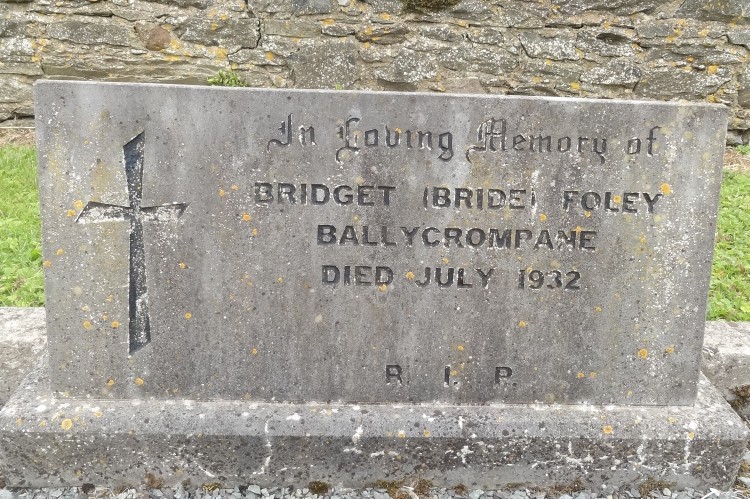 In Loving Memory of
BRIDGET (BRIDE) FOLEY
BALLYCROMPANE
DIED JULY 1932
R. I. P.